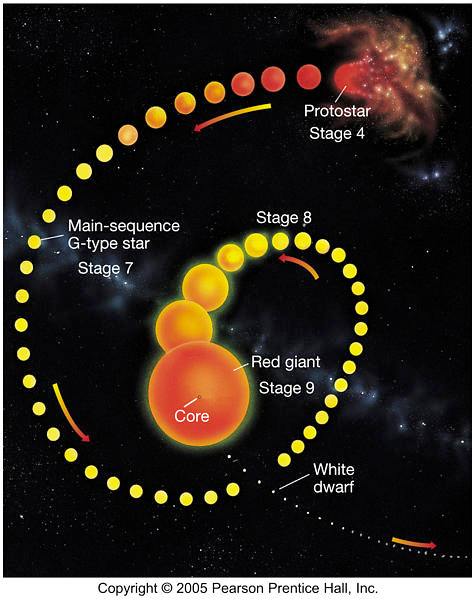 Protostar
Stage 4
Main-sequence
G-type star
Stage 7
Stage 8
Red giant
Stage 9
Core
White
dwarf
Copyright © 2005 Pearson Prentice Hall, Inc.